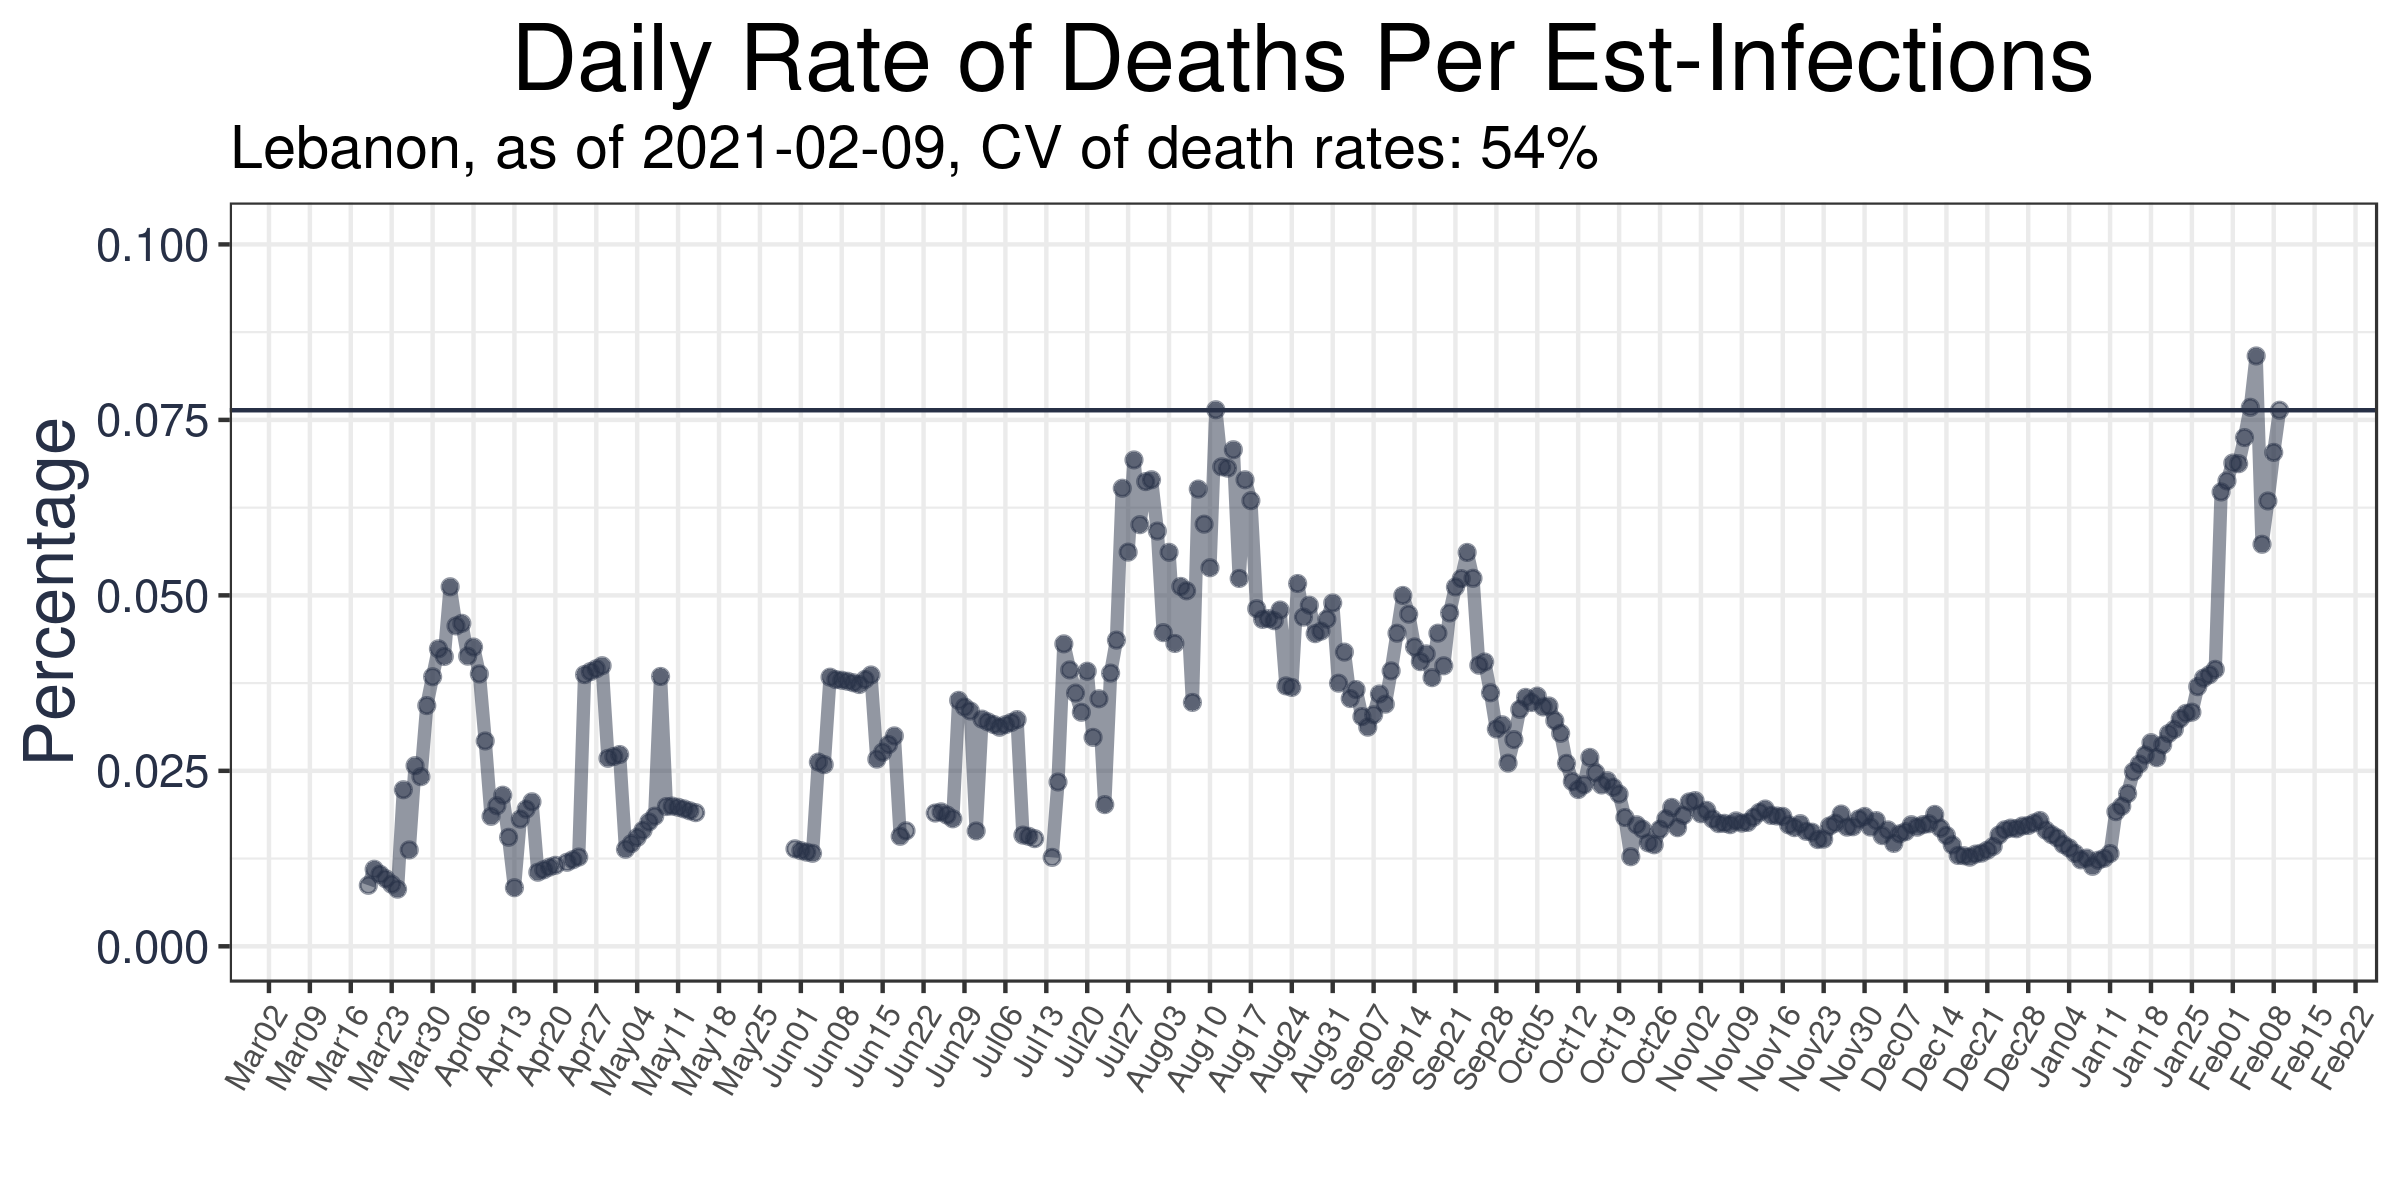 Daily Rate of Deaths Per Est-Infections
Lebanon, as of 2021-02-09, CV of death rates: 54%
Percentage
0.100
0.075
0.050
0.025
0.000
Mar02
Mar09
Mar16
Mar23
Mar30
Apr06
Apr13
Apr20
Apr27
May04
May11
May18
May25
Jun01
Jun08
Jun15
Jun22
Jun29
Jul06
Jul13
Jul20
Jul27
Aug03
Aug10
Aug17
Aug24
Aug31
Sep07
Sep14
Sep21
Sep28
Oct05
Oct12
Oct19
Oct26
Nov02
Nov09
Nov16
Nov23
Nov30
Dec07
Dec14
Dec21
Dec28
Jan04
Jan11
Jan18
Jan25
Feb01
Feb08
Feb15
Feb22